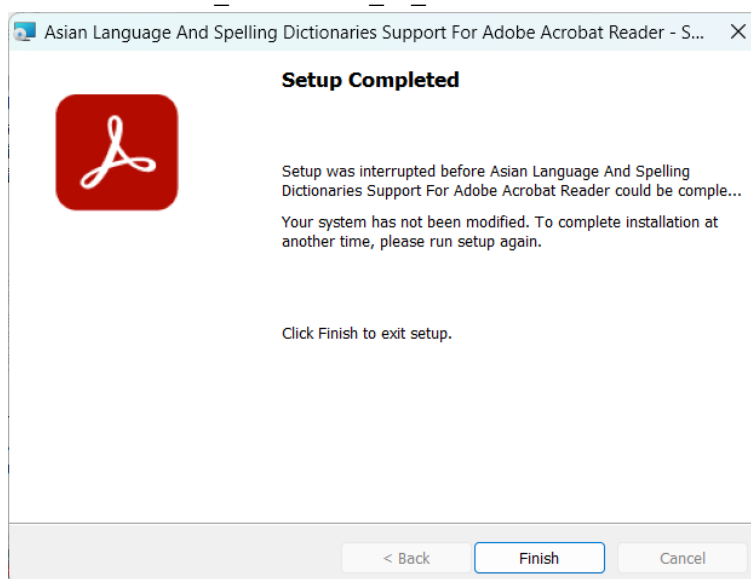 Asian Language And Spelling Dictionaries Support For Adobe Acrobat Reader - S...
Setup Completed
Setup was interrupted before Asian Language And Spelling
Dictionaries Support For Adobe Acrobat Reader could be comple...
Your system has not been modified. To complete installation at
another time, please run setup again.
Click Finish to exit setup.
< Back
Finish
Cancel